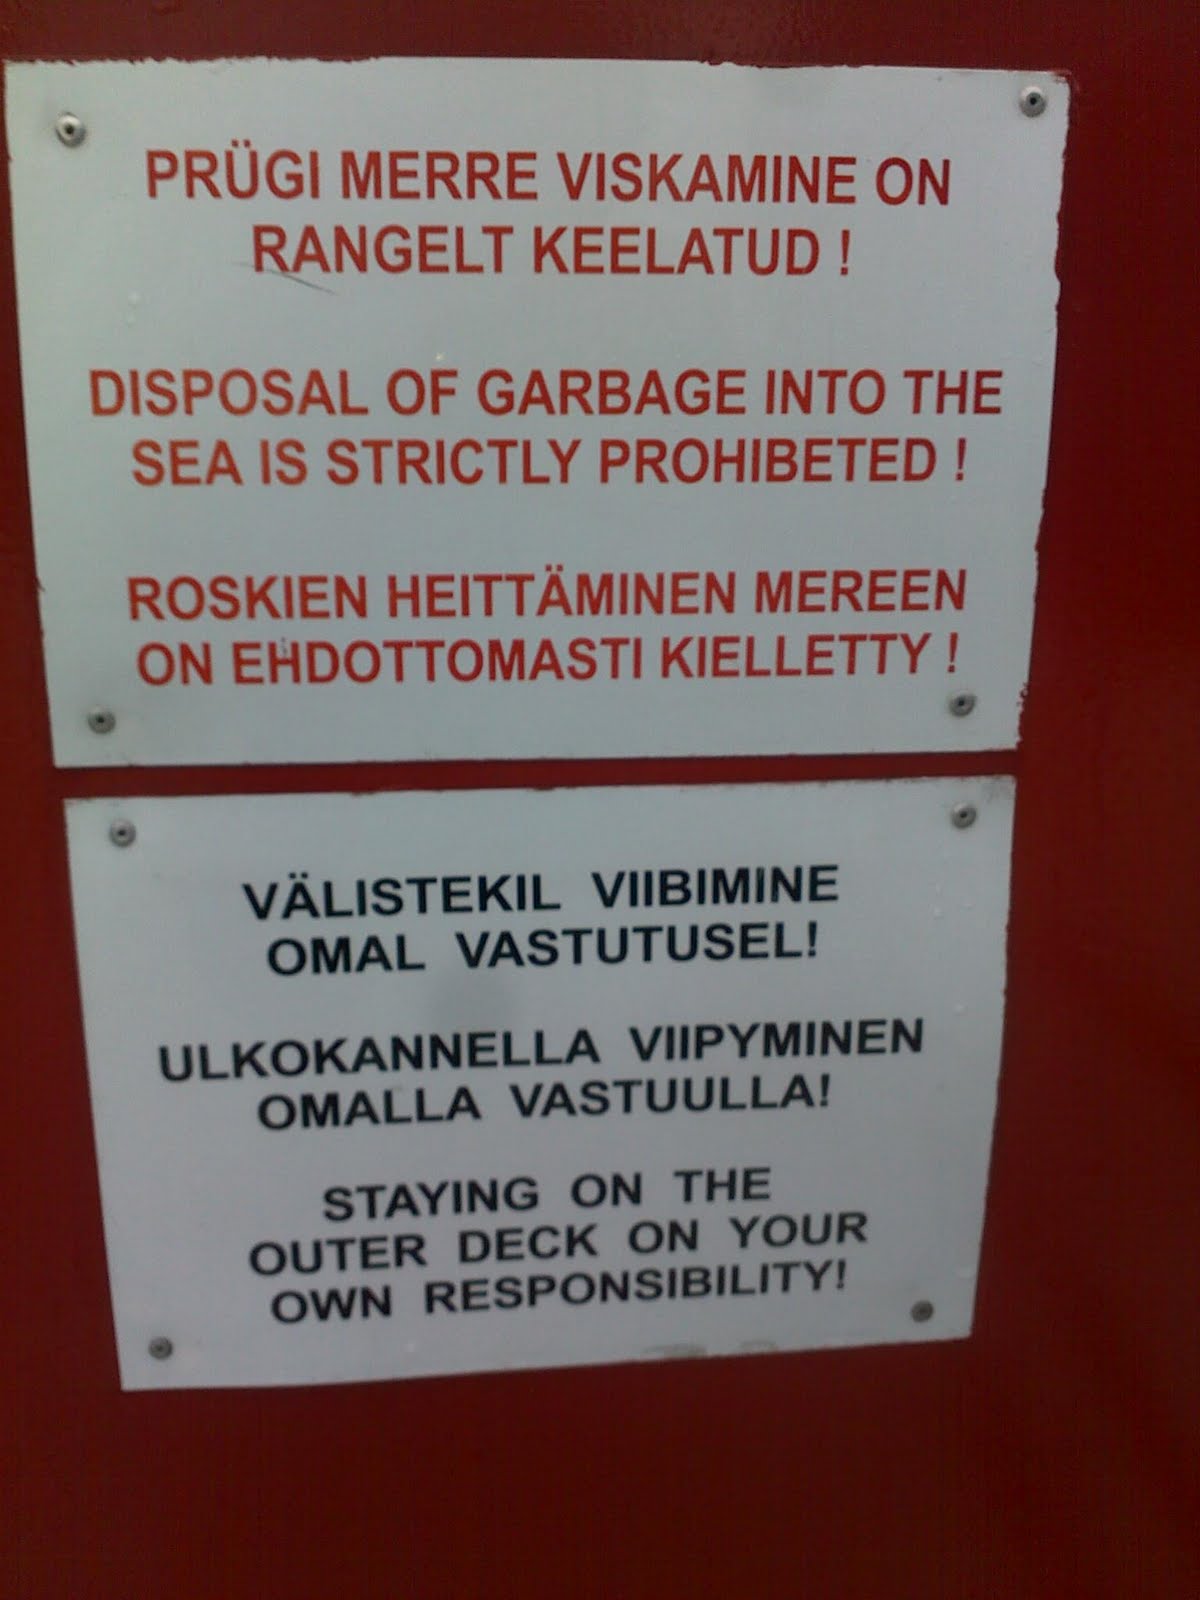 PRÜGI MERRE VISKAMINE ON
RANGELT KEELATUD !
DISPOSAL OF GARBAGE INTO THE
SEA IS STRICTLY PROHIBETED !
ROSKIEN HEITTÄMINEN MEREEN
ON EHDOTTOMASTI KIELLETTY !
VÄLISTEKIL VIIBIMINE
OMAL VASTUTUSEL!
ULKOKANNELLA VIIPYMINEN
OMALLA VASTUULLA!
STAYING ON THE
OUTER DECK ON YOUR
OWN RESPONSIBILITY!